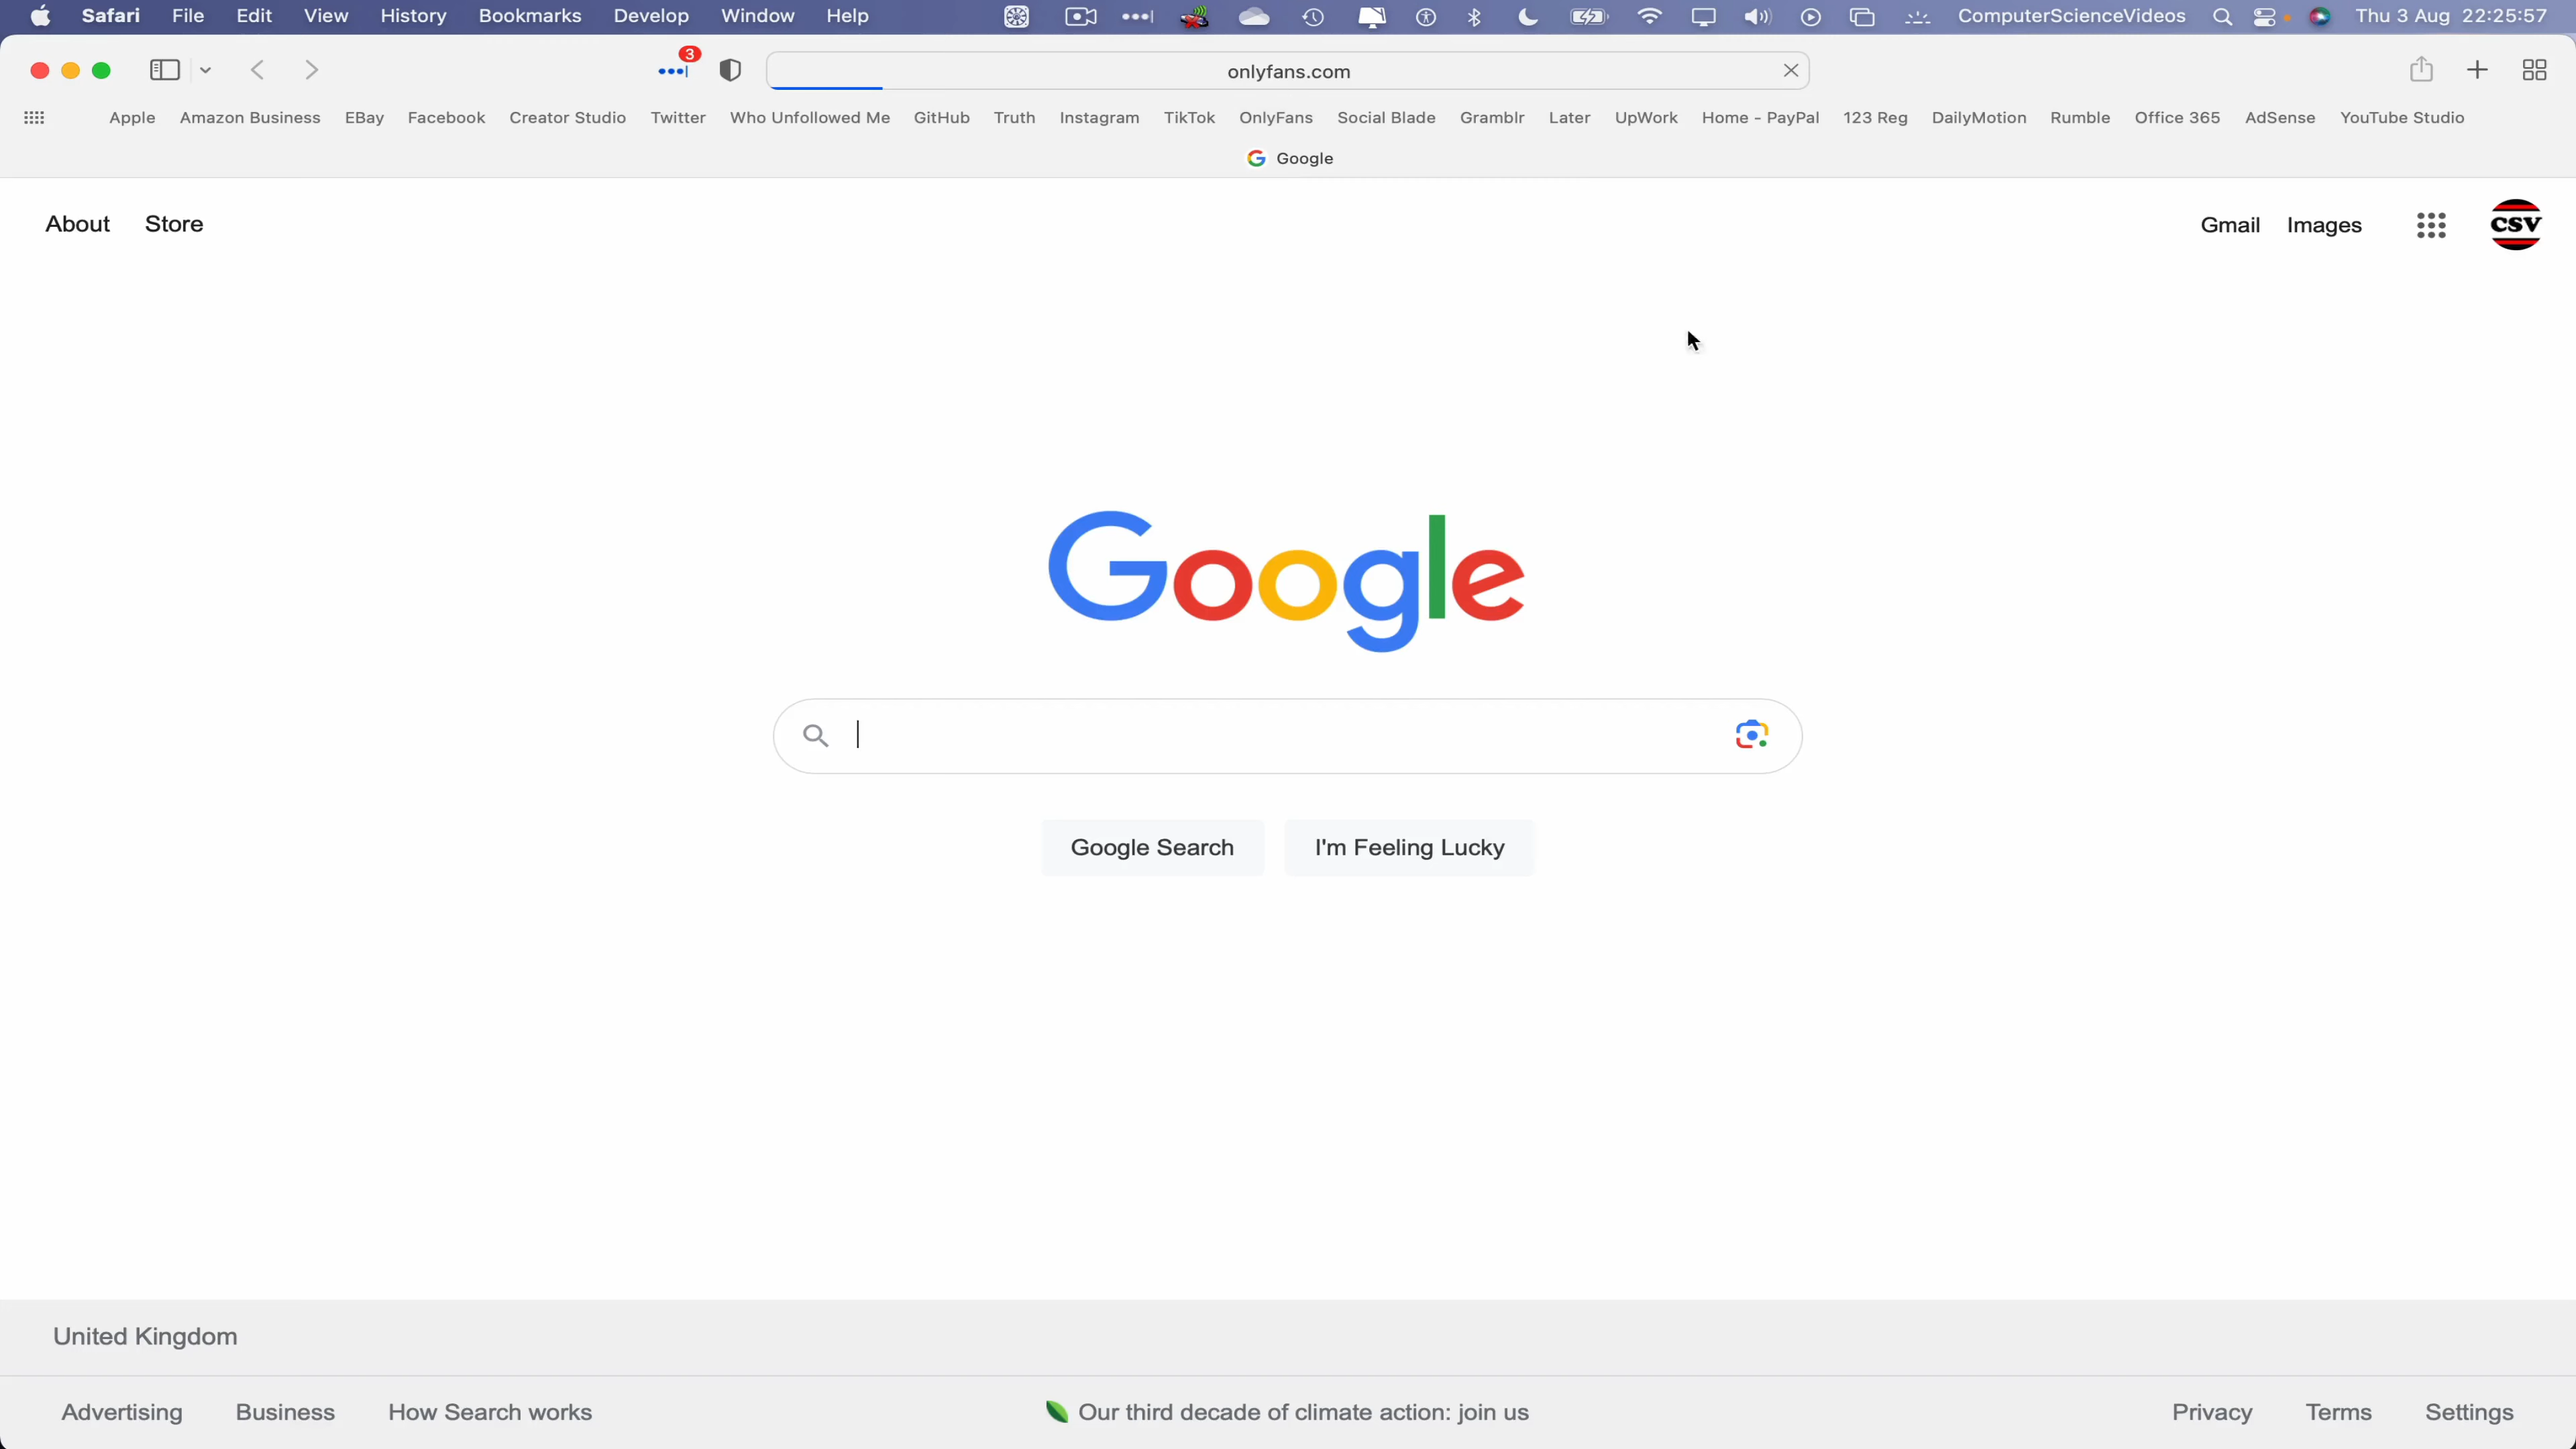 Safari File Edit View History Bookmarks Develop Window Help ComputerScienceVideos Thu 3 Aug 22:25:57
3 onlyfans.com
Apple Amazon Business EBay Facebook Creator Studio Twitter Who Unfollowed Me GitHub Truth Instagram TikTok OnlyFans Social Blade Gramblr Later UpWork Home - PayPal 123 Reg DailyMotion Rumble Office 365 AdSense YouTube Studio
Google
About Store Gmail Images CSV
Google
Google Search I'm Feeling Lucky
United Kingdom
Advertising Business How Search works Our third decade of climate action: join us Privacy Terms Settings